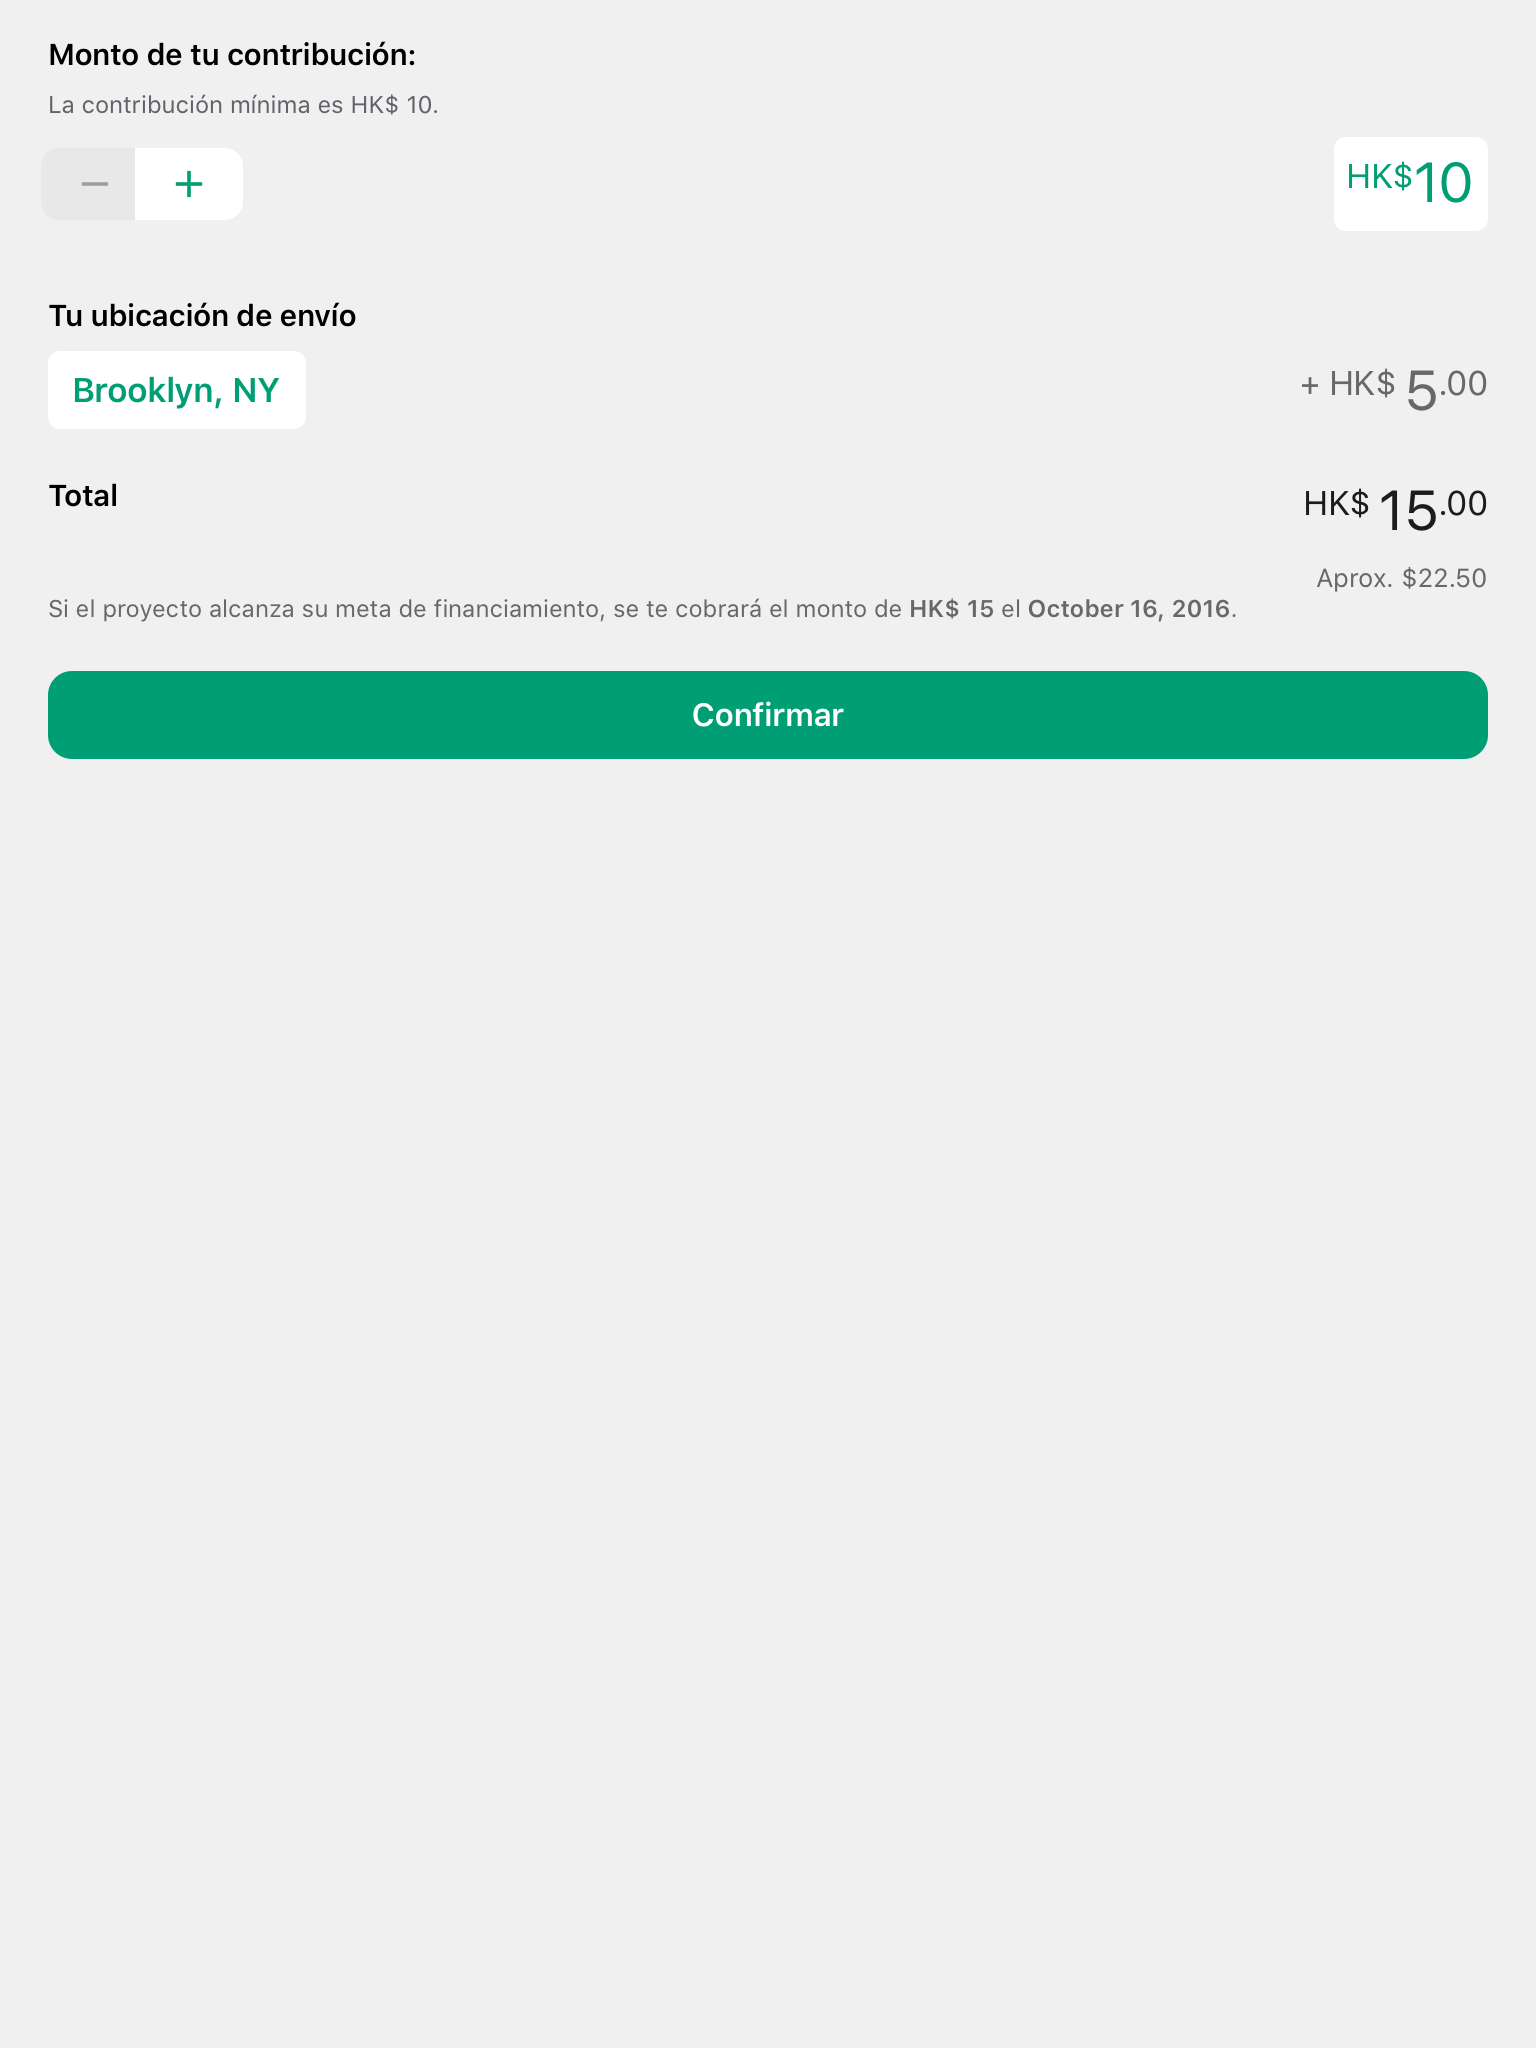 Monto de tu contribución:
La contribución mínima es HK$ 10.
− +
HK$10
Tu ubicación de envío
Brooklyn, NY
+ HK$ 5.00
Total
HK$ 15.00
Aprox. $22.50
Si el proyecto alcanza su meta de financiamiento, se te cobrará el monto de HK$ 15 el October 16, 2016.
Confirmar